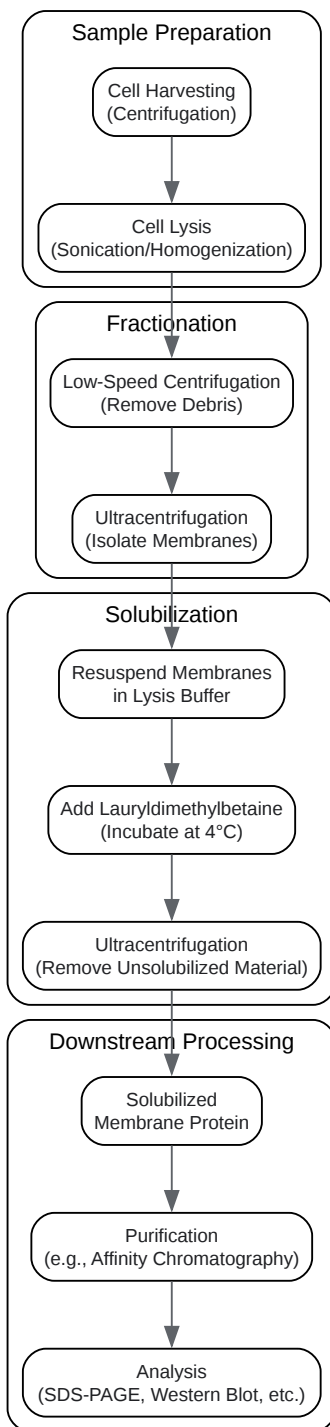 Sample Preparation
Cell Harvesting
(Centrifugation)
Cell Lysis
(Sonication/Homogenization)
Fractionation
Low-Speed Centrifugation
(Remove Debris)
Ultracentrifugation
(Isolate Membranes)
Solubilization
Resuspend Membranes
in Lysis Buffer
Add Lauryldimethylbetaine
(Incubate at 4°C)
Ultracentrifugation
(Remove Unsolubilized Material)
Downstream Processing
Solubilized
Membrane Protein
Purification
(e.g., Affinity Chromatography)
Analysis
(SDS-PAGE, Western Blot, etc.)